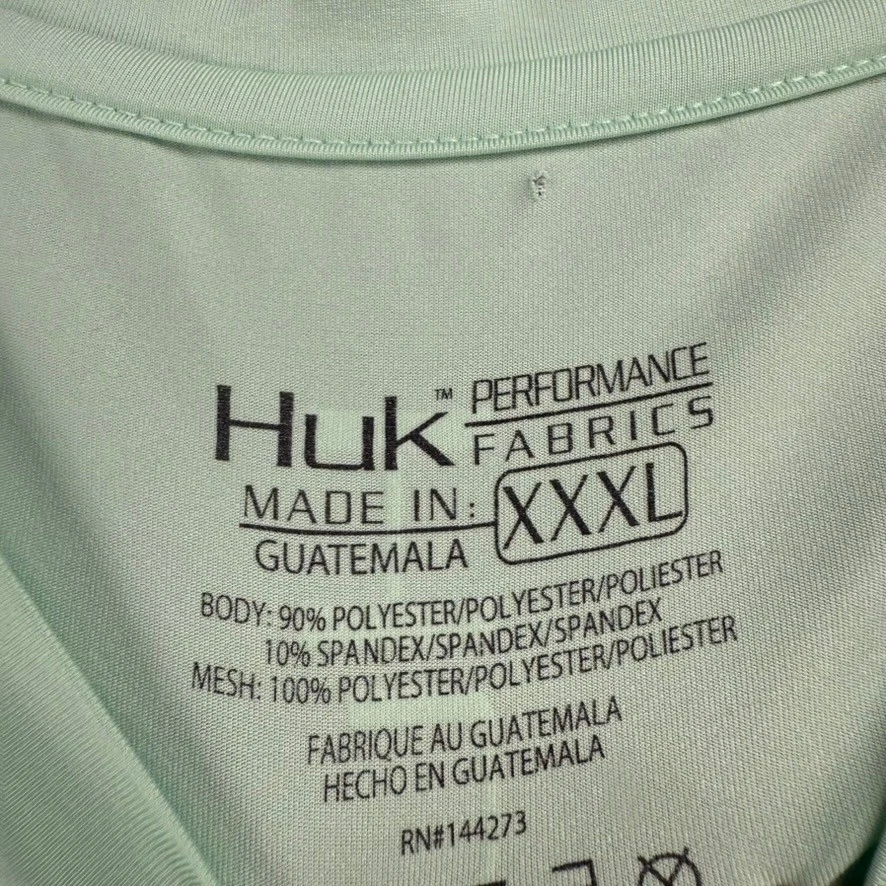 Huk™ PERFORMANCE
FABRICS
MADE IN: XXXL
GUATEMALA
BODY: 90% POLYESTER/POLYESTER/POLIESTER
10% SPANDEX/SPANDEX/SPANDEX
MESH: 100% POLYESTER/POLYESTER/POLIESTER
FABRIQUE AU GUATEMALA
HECHO EN GUATEMALA
RN#144273